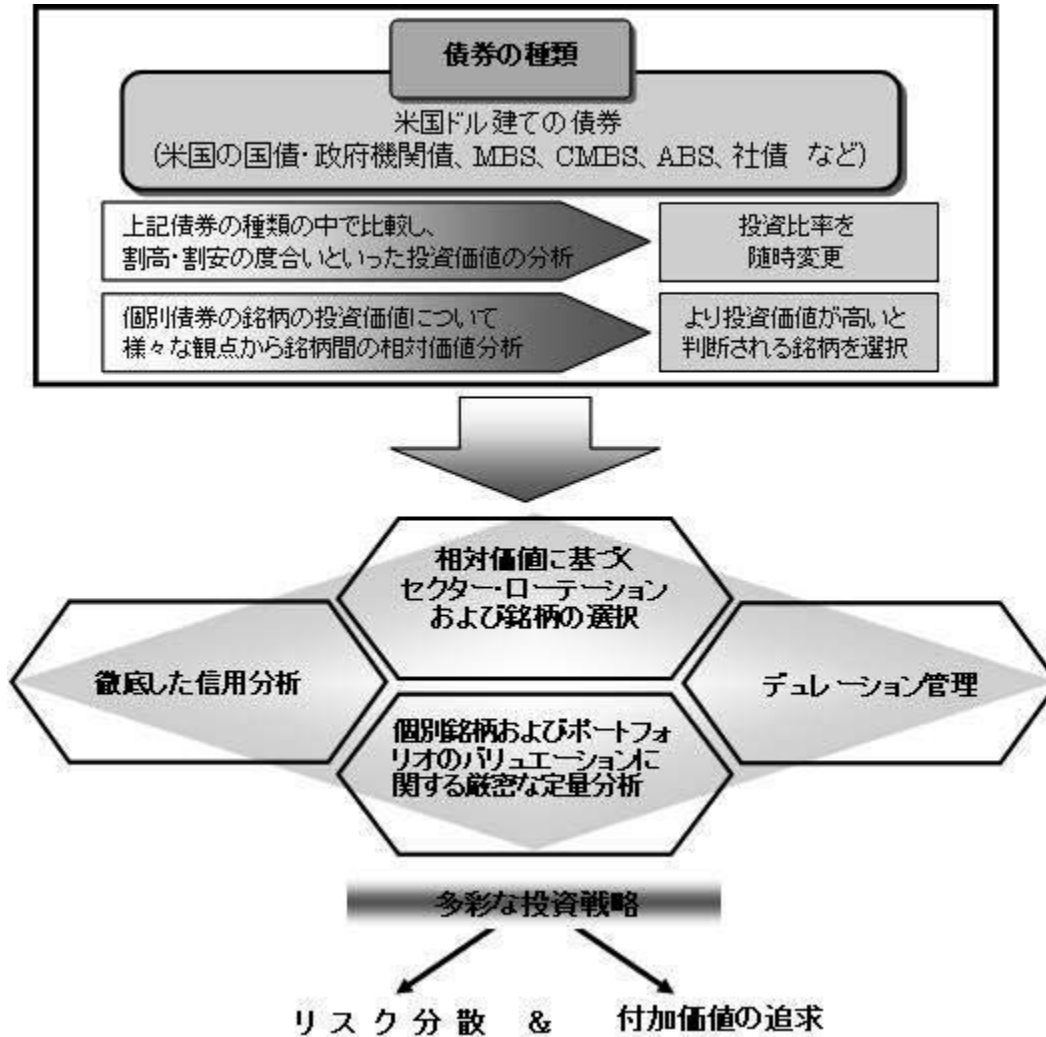 債券の種類
米国ドル建ての債券
(米国の国債・政府機関債、MBS、CMBS、ABS、社債 など)
上記債券の種類の中で比較し、
割高・割安の度合いといった投資価値の分析
投資比率を
随時変更
個別債券の銘柄の投資価値について
様々な観点から銘柄間の相対価値分析
より投資価値が高いと
判断される銘柄を選択
相対価値に基づく
セクター・ローテーション
および銘柄の選択
徹底した信用分析
デュレーション管理
個別銘柄およびポートフォ
リオのバリュエーションに
関する厳密な定量分析
多彩な投資戦略
リスク分散 & 付加価値の追求